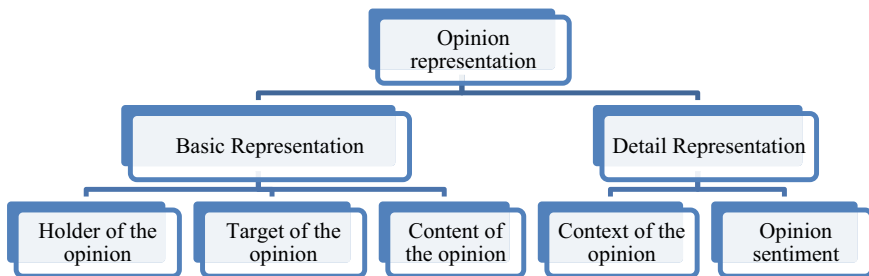 Opinion
representation
Basic Representation
Detail Representation
Holder of the
opinion
Target of the
opinion
Content of
the opinion
Context of the
opinion
Opinion
sentiment